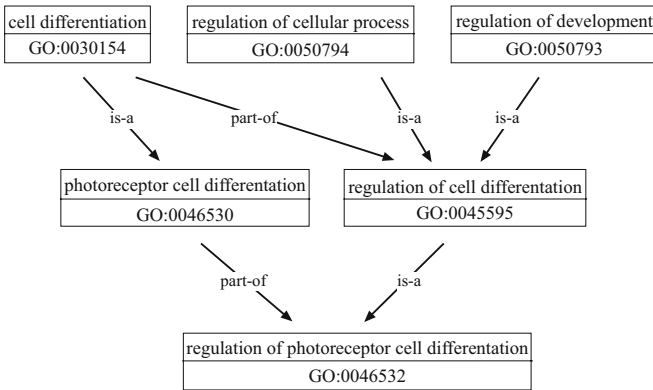 cell differentiation
GO:0030154
regulation of cellular process
GO:0050794
regulation of development
GO:0050793
is-a
part-of
is-a
is-a
photoreceptor cell differentation
GO:0046530
regulation of cell differentation
GO:0045595
part-of
is-a
regulation of photoreceptor cell differentation
GO:0046532